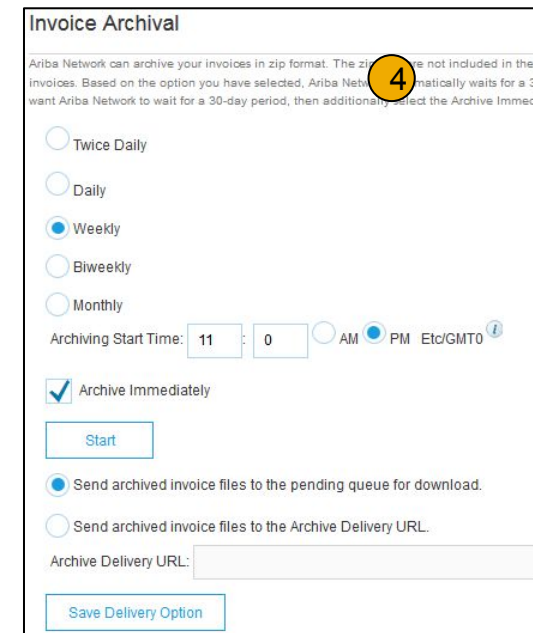 Invoice Archival
Ariba Network can archive your invoices in zip format. The zi re not included in the
invoices. Based on the option you have selected, Ariba Netw 4 matically waits for a 3
want Ariba Network to wait for a 30-day period, then additionally select the Archive Immed
Twice Daily
Daily
Weekly
Biweekly
Monthly
Archiving Start Time: 11 : 0 AM PM Etc/GMT0 i
Archive Immediately
Start
Send archived invoice files to the pending queue for download.
Send archived invoice files to the Archive Delivery URL.
Archive Delivery URL:
Save Delivery Option